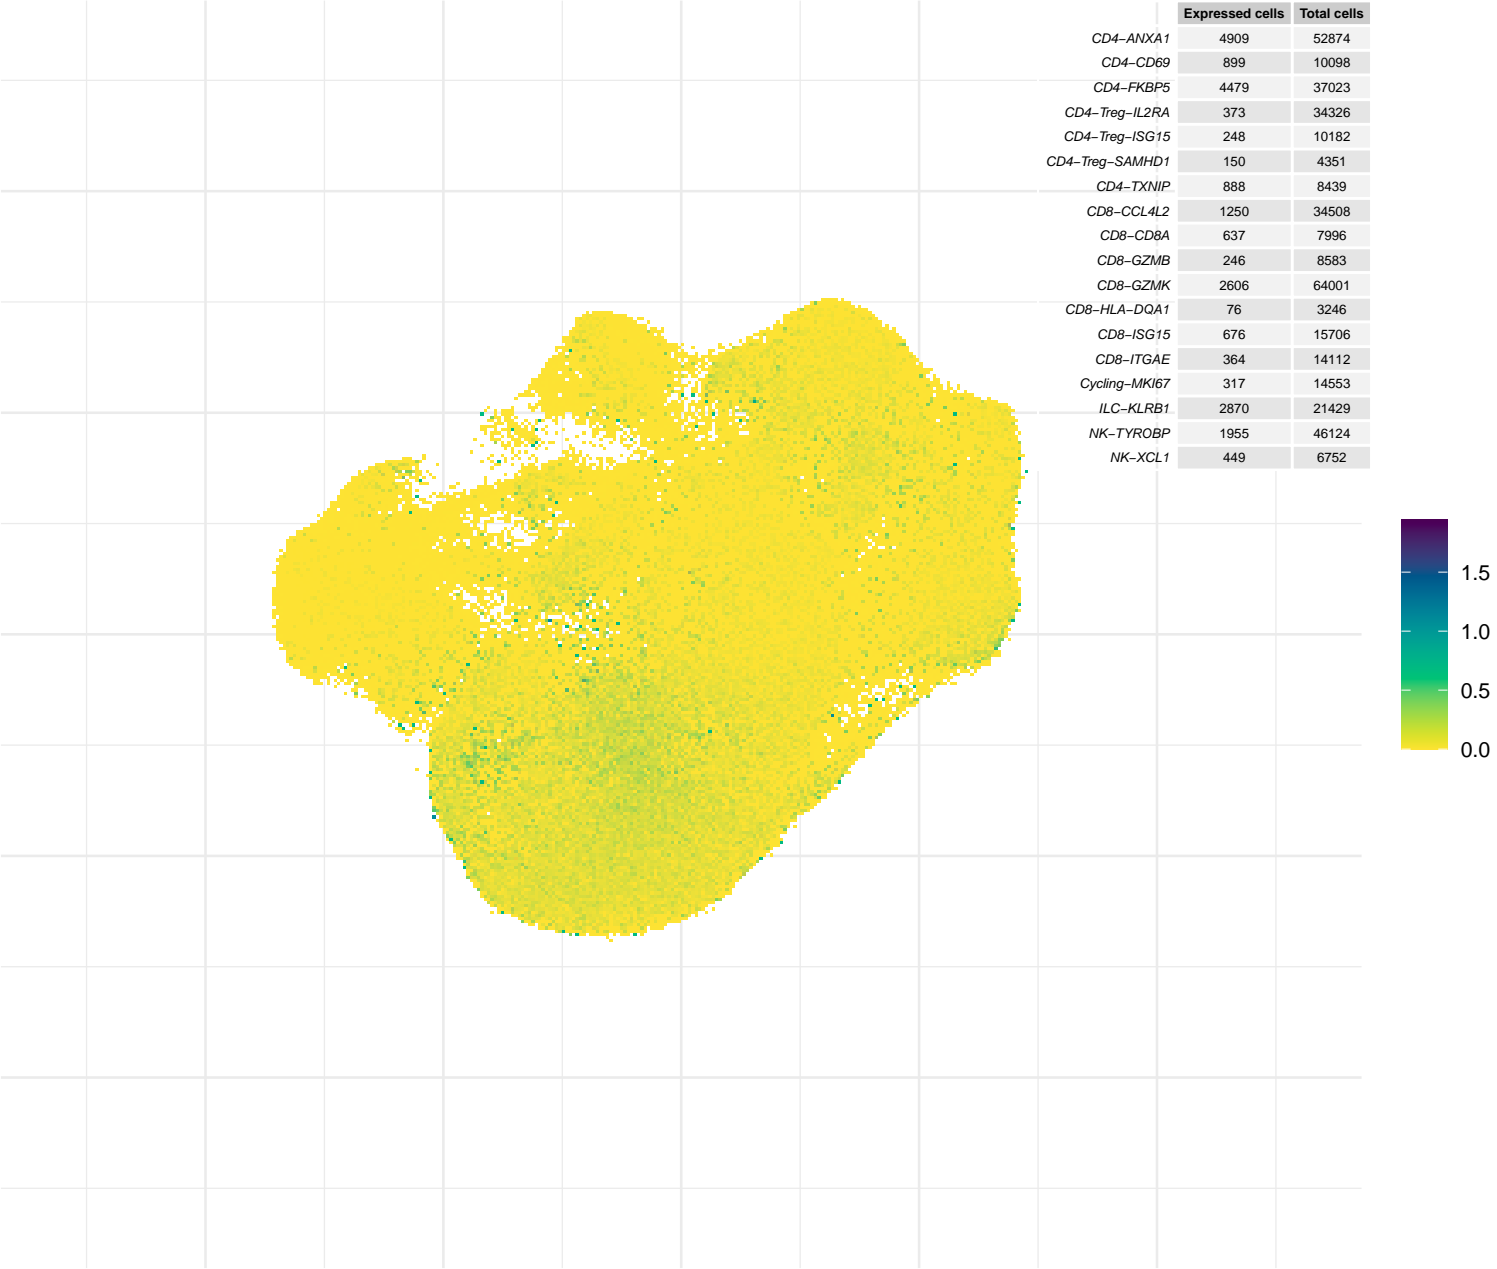 Expressed cells Total cells
CD4−ANXA1 4909 52874
CD4−CD69 899 10098
CD4−FKBP5 4479 37023
CD4−Treg−IL2RA 373 34326
CD4−Treg−ISG15 248 10182
CD4−Treg−SAMHD1 150 4351
CD4−TXNIP 888 8439
CD8−CCL4L2 1250 34508
CD8−CD8A 637 7996
CD8−GZMB 246 8583
CD8−GZMK 2606 64001
CD8−HLA−DQA1 76 3246
CD8−ISG15 676 15706
CD8−ITGAE 364 14112
Cycling−MKI67 317 14553
ILC−KLRB1 2870 21429
NK−TYROBP 1955 46124
NK−XCL1 449 6752
1.5
1.0
0.5
0.0